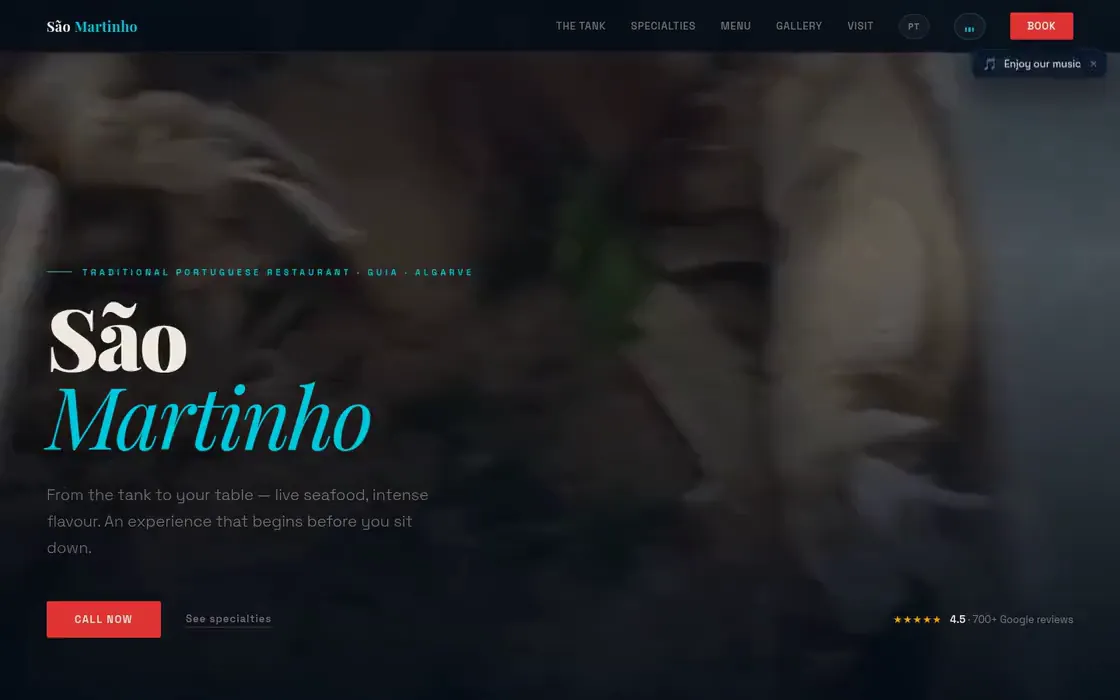 São Martinho
THE TANK
SPECIALTIES
MENU
GALLERY
VISIT
PT
BOOK
Enjoy our music ×
TRADITIONAL PORTUGUESE RESTAURANT · GUIA · ALGARVE
São
Martinho
From the tank to your table — live seafood, intense
flavour. An experience that begins before you sit
down.
CALL NOW
See specialties
★★★★★ 4.5 · 700+ Google reviews